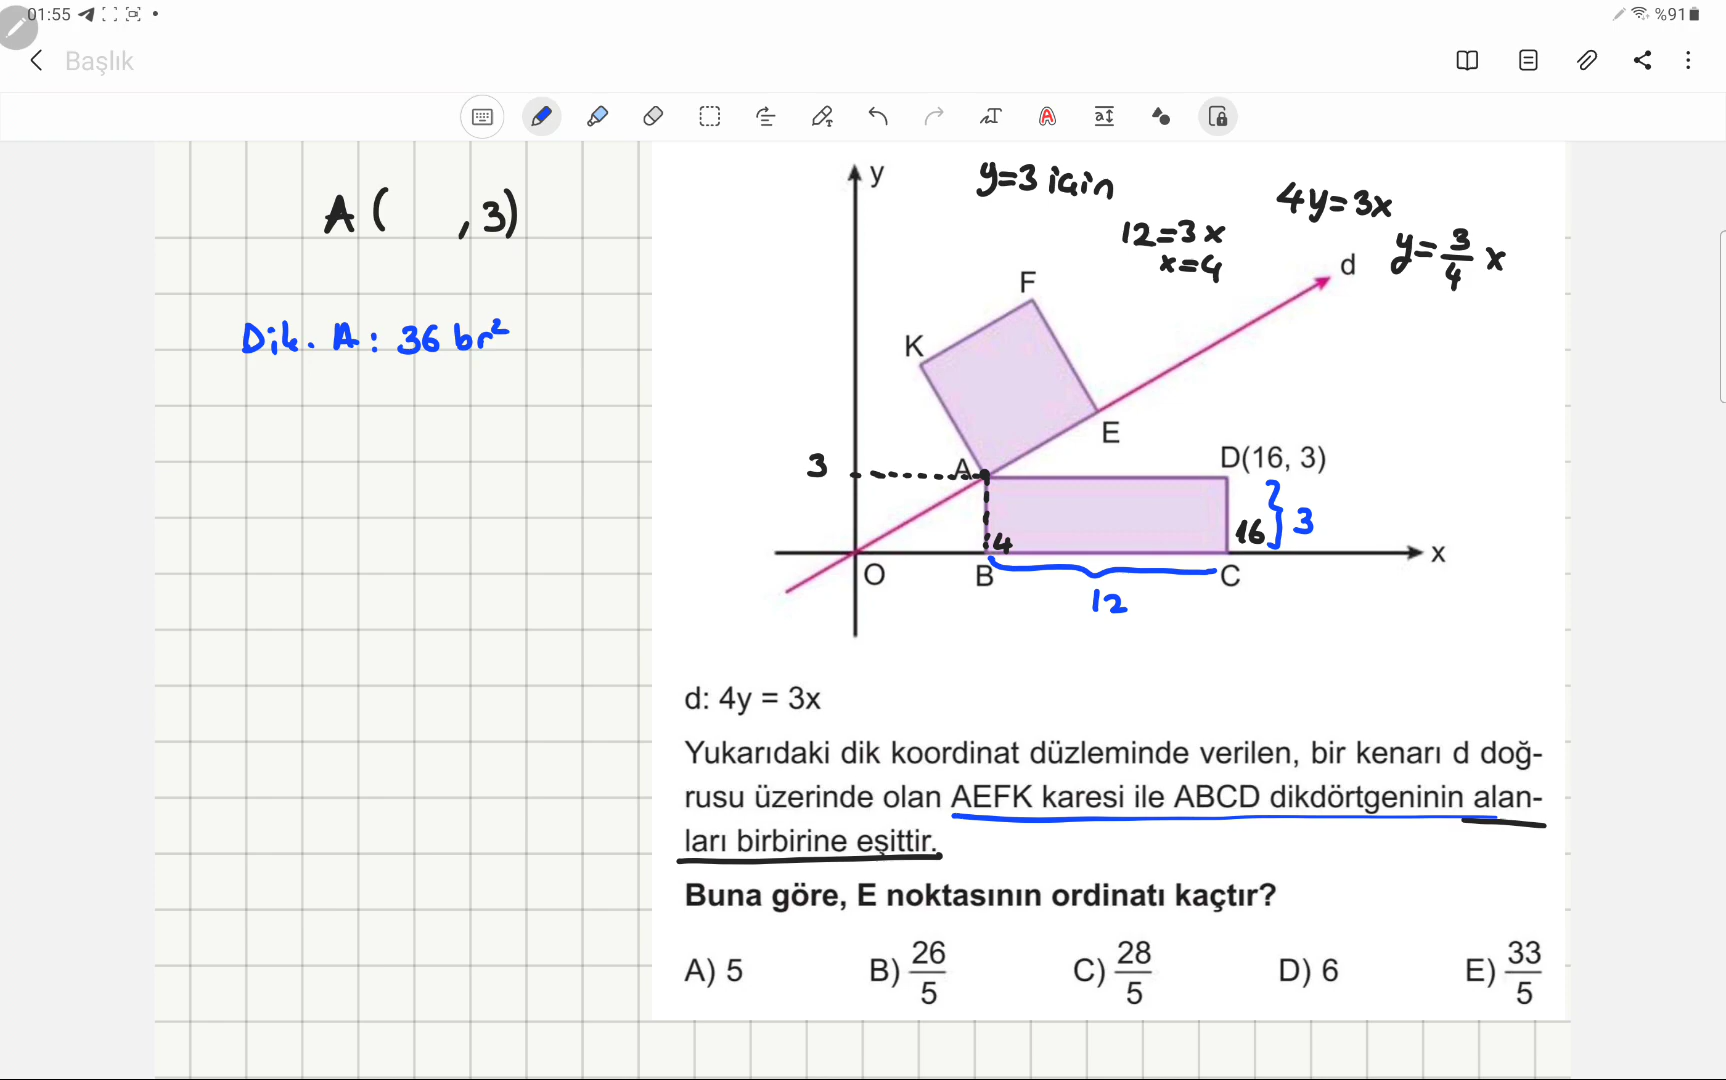 01:55
%91
Başlık
A ( , 3)
Dik. A : 36 br²
y=3 için
12=3x
x=4
4y=3x
y=3/4 x
y
d
F
K
E
3
A
D(16, 3)
16
3
4
x
O
B
C
12
d: 4y = 3x
Yukarıdaki dik koordinat düzleminde verilen, bir kenarı d doğ-
rusu üzerinde olan AEFK karesi ile ABCD dikdörtgeninin alan-
ları birbirine eşittir.
Buna göre, E noktasının ordinatı kaçtır?
A) 5 B) 26/5 C) 28/5 D) 6 E) 33/5